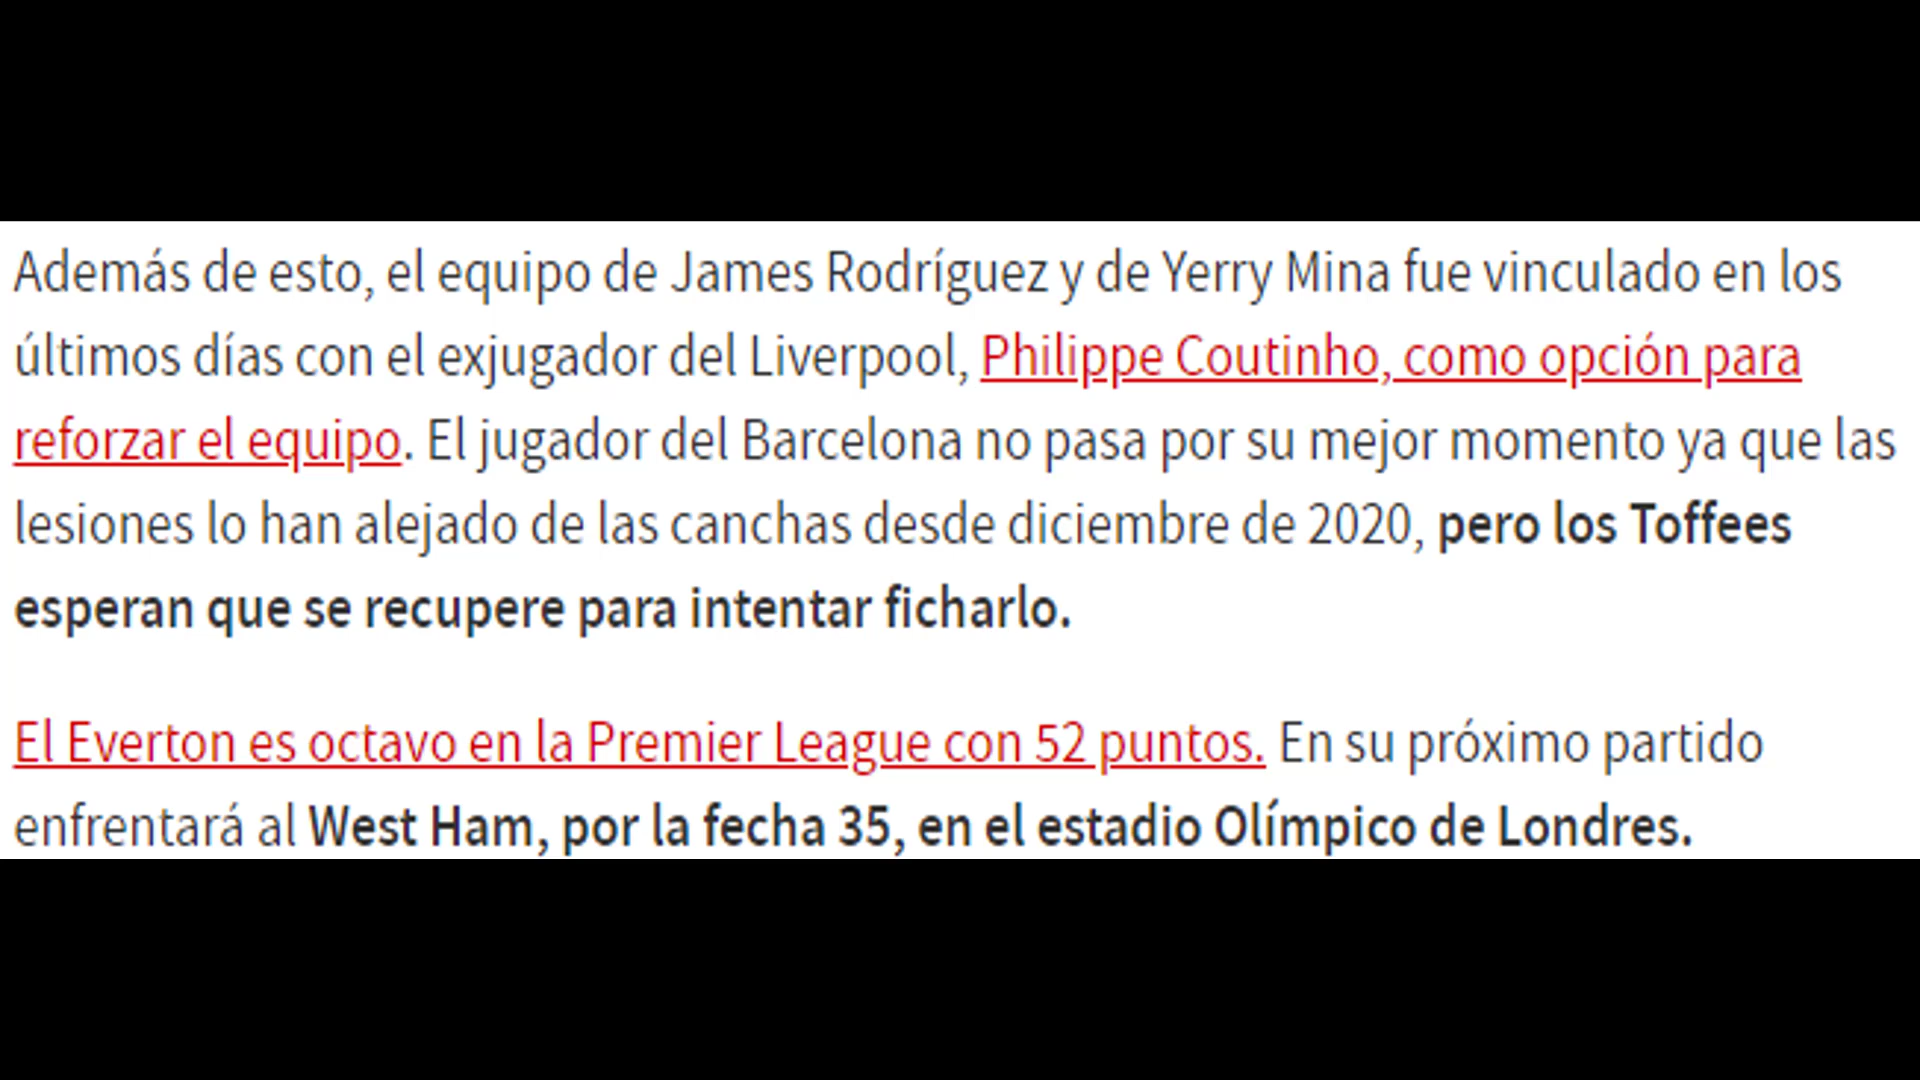 Además de esto, el equipo de James Rodríguez y de Yerry Mina fue vinculado en los
últimos días con el exjugador del Liverpool, Philippe Coutinho, como opción para
reforzar el equipo. El jugador del Barcelona no pasa por su mejor momento ya que las
lesiones lo han alejado de las canchas desde diciembre de 2020, pero los Toffees
esperan que se recupere para intentar ficharlo.
El Everton es octavo en la Premier League con 52 puntos. En su próximo partido
enfrentará al West Ham, por la fecha 35, en el estadio Olímpico de Londres.